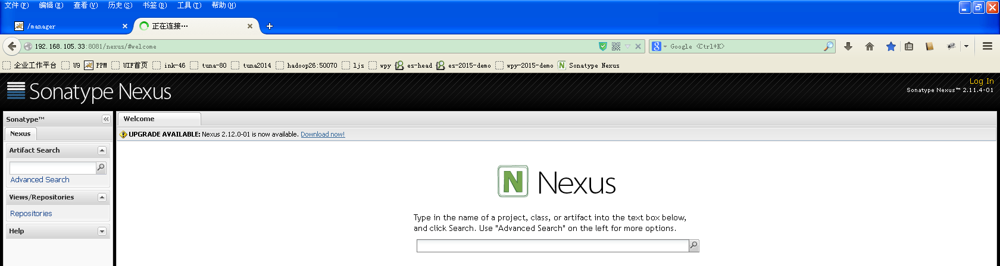 文件(F) 编辑(E) 查看(V) 历史(S) 书签(B) 工具(T) 帮助(H)
/manager 正在连接…
192.168.105.33:8081/nexus/#welcome Google <Ctrl+K>
企业工作平台 U9 PPM UIF首页 ink-46 tuna-80 tuna2014 hadoop26:50070 ljs wpy es-head es-2015-demo wpy-2015-demo Sonatype Nexus
Sonatype Nexus
Log In
Sonatype Nexus™ 2.11.4-01
Sonatype™
Nexus
Artifact Search
Advanced Search
Views/Repositories
Repositories
Help
Welcome
UPGRADE AVAILABLE: Nexus 2.12.0-01 is now available. Download now!
N Nexus
Type in the name of a project, class, or artifact into the text box below,
and click Search. Use "Advanced Search" on the left for more options.